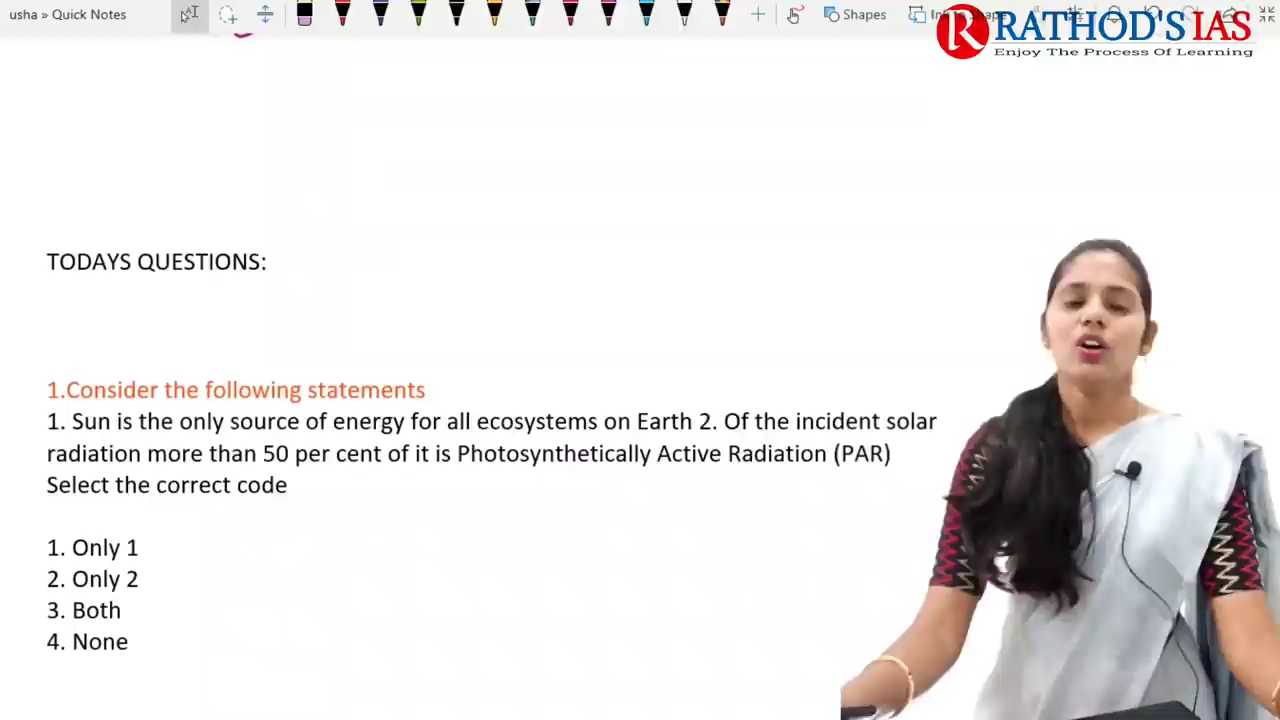 usha » Quick Notes
Shapes
RATHOD'S IAS
Enjoy The Process Of Learning
TODAYS QUESTIONS:
1.Consider the following statements
1. Sun is the only source of energy for all ecosystems on Earth 2. Of the incident solar
radiation more than 50 per cent of it is Photosynthetically Active Radiation (PAR)
Select the correct code
1. Only 1
2. Only 2
3. Both
4. None